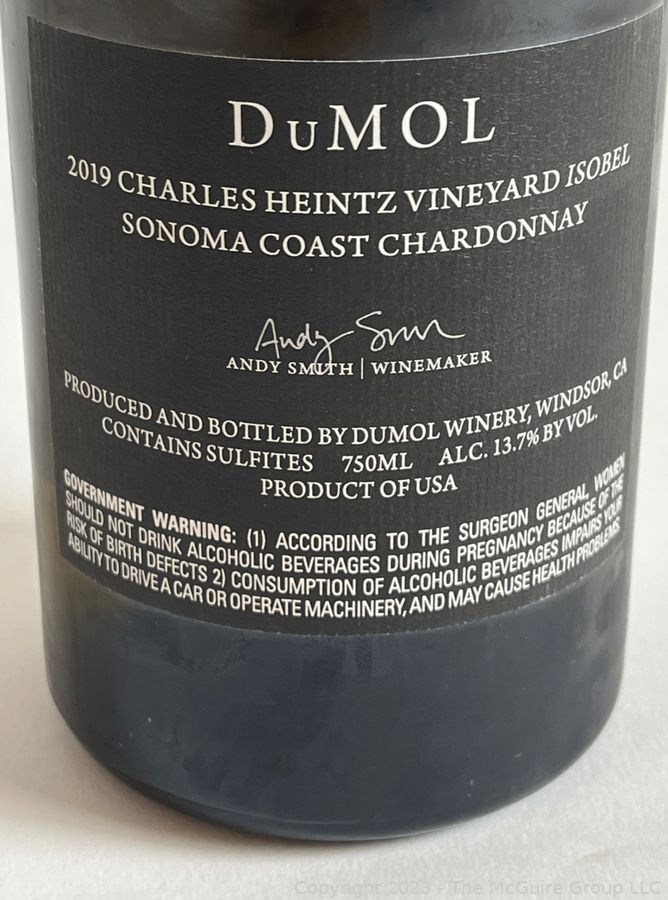 DuMOL
2019 CHARLES HEINTZ VINEYARD ISOBEL
SONOMA COAST CHARDONNAY
Andy Smith
ANDY SMITH | WINEMAKER
PRODUCED AND BOTTLED BY DUMOL WINERY, WINDSOR, CA
CONTAINS SULFITES 750ML ALC. 13.7% BY VOL.
PRODUCT OF USA
GOVERNMENT WARNING: (1) ACCORDING TO THE SURGEON GENERAL, WOMEN
SHOULD NOT DRINK ALCOHOLIC BEVERAGES DURING PREGNANCY BECAUSE OF THE
RISK OF BIRTH DEFECTS 2) CONSUMPTION OF ALCOHOLIC BEVERAGES IMPAIRS YOUR
ABILITY TO DRIVE A CAR OR OPERATE MACHINERY, AND MAY CAUSE HEALTH PROBLEMS.
Copyright 2023 - The McGuire Group LLC